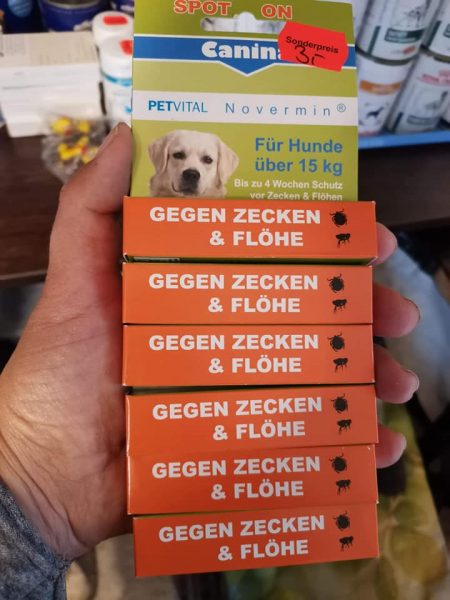 SPOT ON
Canina
Sonderpreis
3,-
PETVITAL Novermin®
Für Hunde
über 15 kg
Bis zu 4 Wochen Schutz
vor Zecken & Flöhen
GEGEN ZECKEN
& FLÖHE
GEGEN ZECKEN
& FLÖHE
GEGEN ZECKEN
& FLÖHE
GEGEN ZECKEN
& FLÖHE
GEGEN ZECKEN
& FLÖHE
GEGEN ZECKEN
& FLÖHE